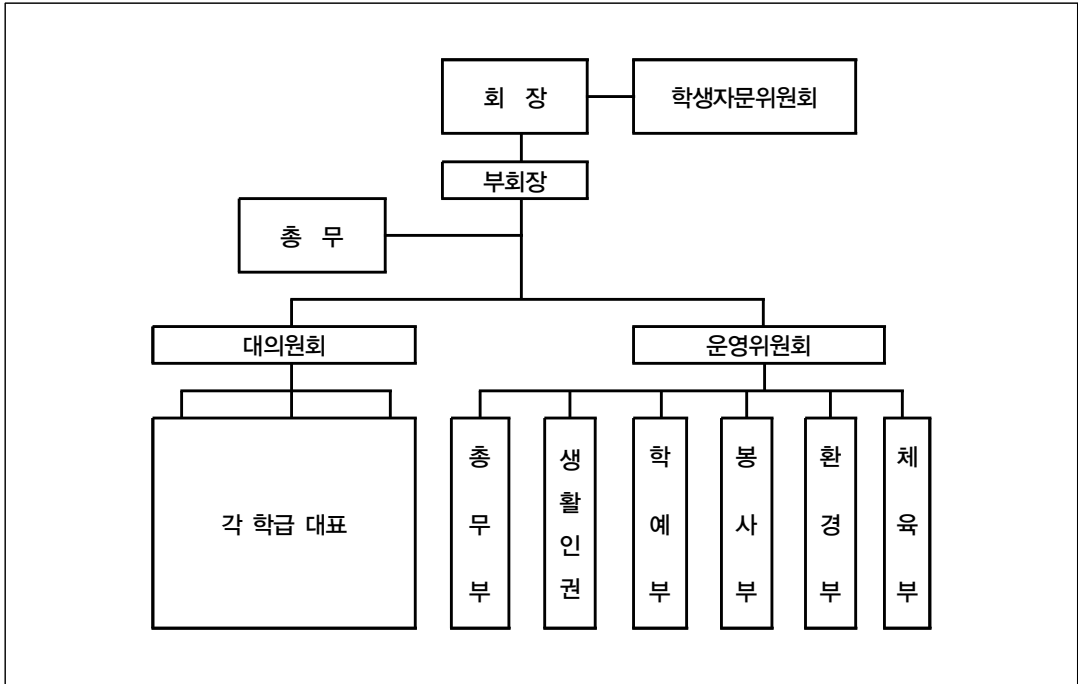 회 장
학생자문위원회
부회장
총 무
대의원회
운영위원회
각 학급 대표
총무부
생활인권
학예부
봉사부
환경부
체육부